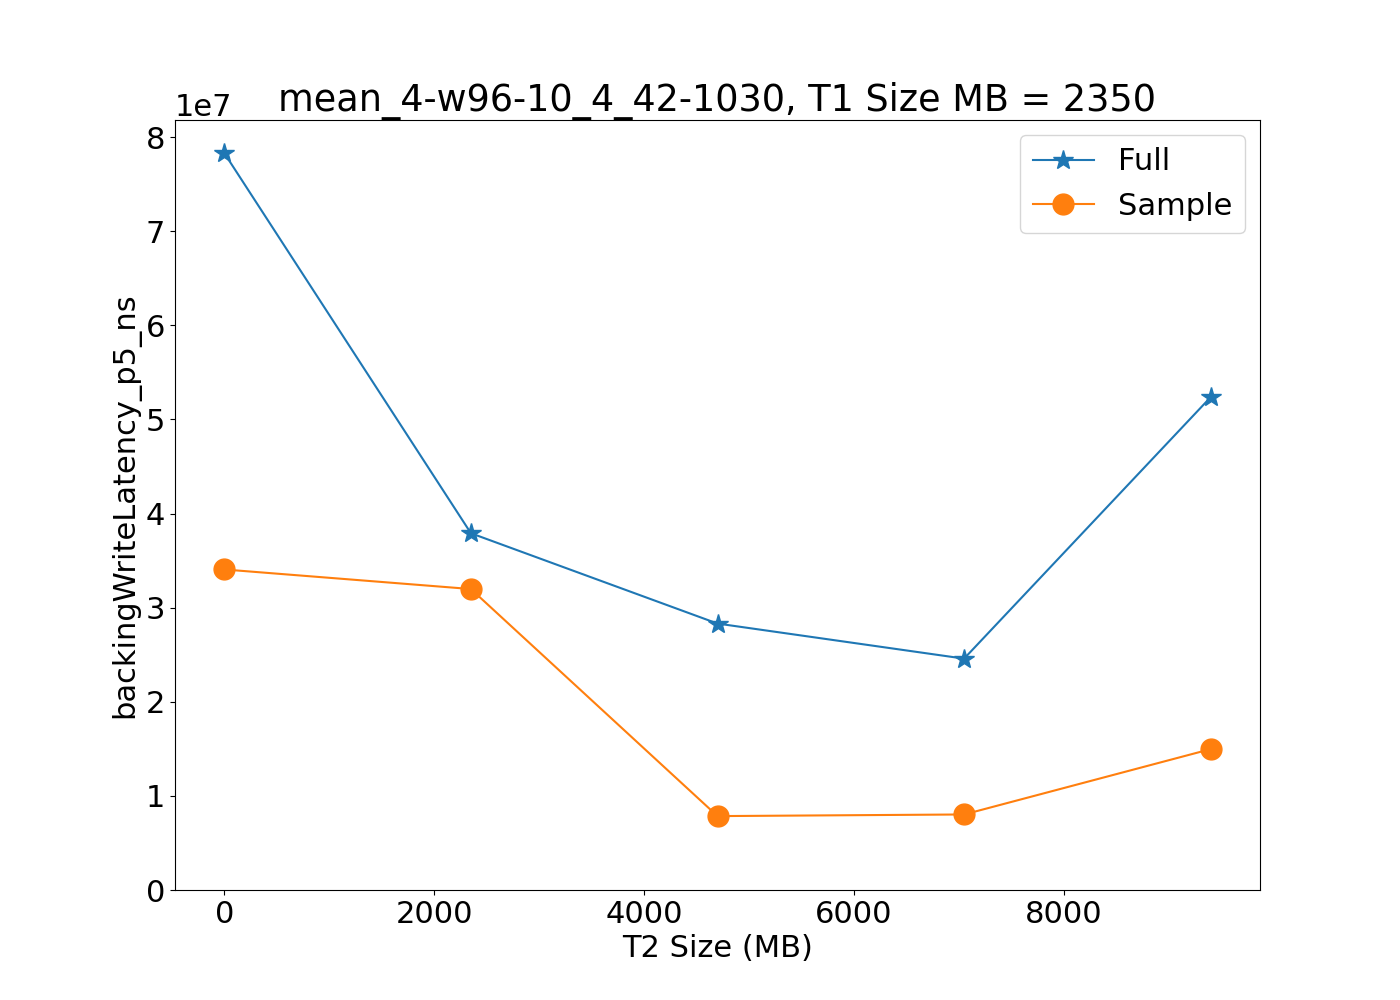 mean_4-w96-10_4_42-1030, T1 Size MB = 2350
1e7
Full
Sample
8
7
6
5
4
3
2
1
0
backingWriteLatency_p5_ns
0 2000 4000 6000 8000
T2 Size (MB)